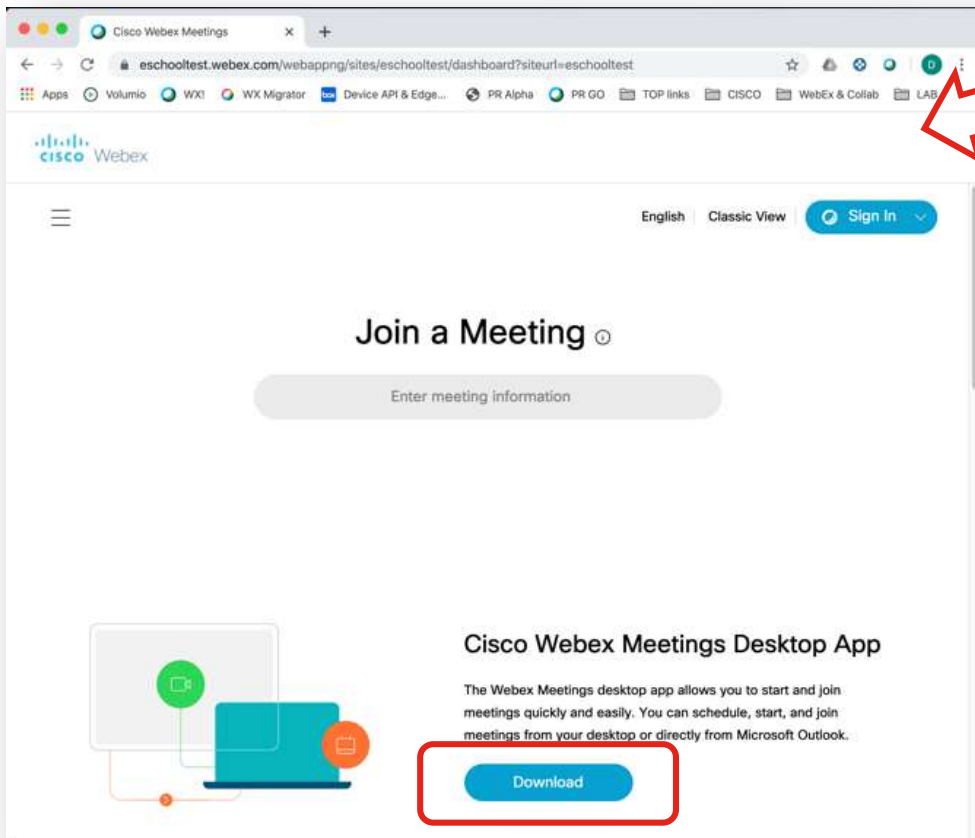 Cisco Webex Meetings
eschooltest.webex.com/webappng/sites/eschooltest/dashboard?siteurl=eschooltest
D
Apps Volumio WX! WX Migrator box Device API & Edge... PR Alpha PR GO TOP links CISCO WebEx & Collab LAB
CISCO Webex
English Classic View Sign In
Join a Meeting
Enter meeting information
Cisco Webex Meetings Desktop App
The Webex Meetings desktop app allows you to start and join
meetings quickly and easily. You can schedule, start, and join
meetings from your desktop or directly from Microsoft Outlook.
Download